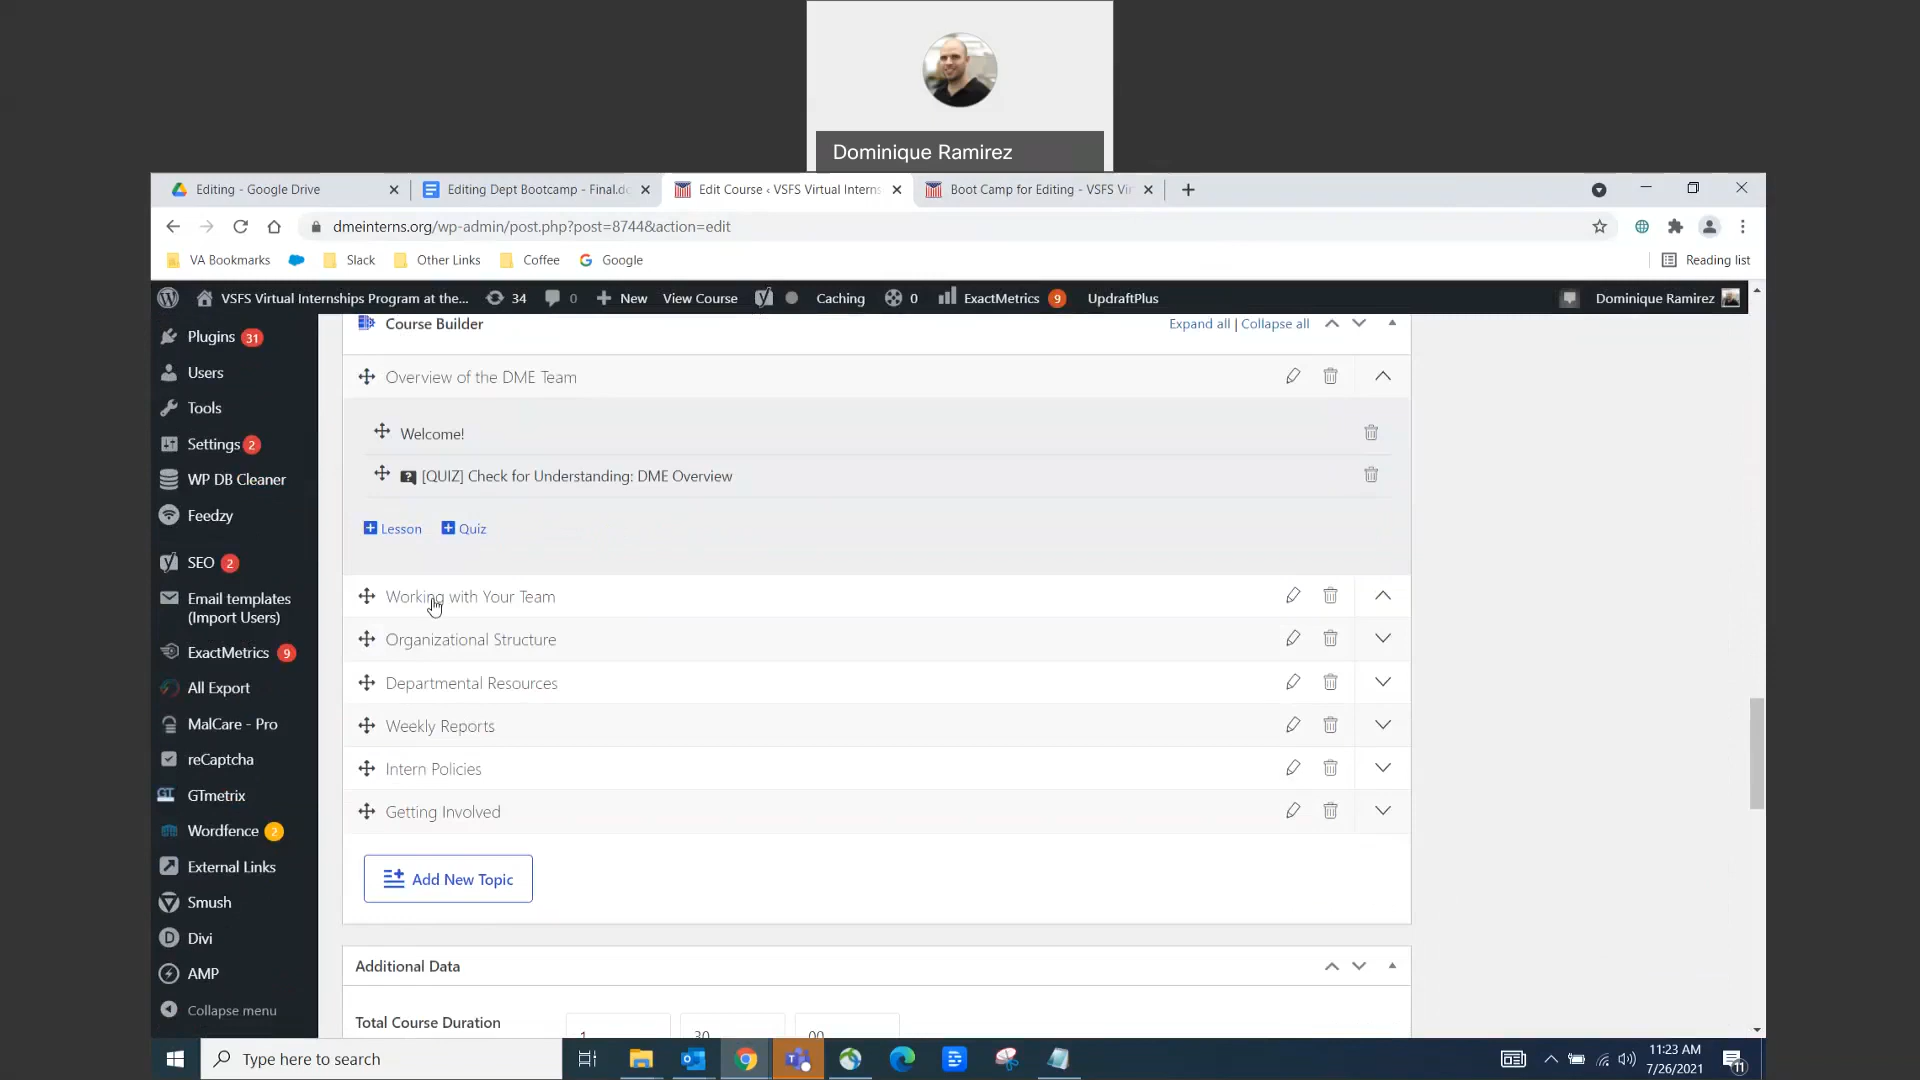 Dominique Ramirez
Editing - Google Drive
Editing Dept Bootcamp - Final.do
Edit Course ‹ VSFS Virtual Interns
Boot Camp for Editing - VSFS Vir
dmeinterns.org/wp-admin/post.php?post=8744&action=edit
VA Bookmarks
Slack
Other Links
Coffee
Google
Reading list
VSFS Virtual Internships Program at the...
34
0
New
View Course
Caching
0
ExactMetrics 9
UpdraftPlus
Dominique Ramirez
Plugins 31
Users
Tools
Settings 2
WP DB Cleaner
Feedzy
SEO 2
Email templates
(Import Users)
ExactMetrics 9
All Export
MalCare - Pro
reCaptcha
GTmetrix
Wordfence 2
External Links
Smush
Divi
AMP
Collapse menu
Course Builder
Expand all | Collapse all
Overview of the DME Team
Welcome!
[QUIZ] Check for Understanding: DME Overview
Lesson
Quiz
Working with Your Team
Organizational Structure
Departmental Resources
Weekly Reports
Intern Policies
Getting Involved
Add New Topic
Additional Data
Total Course Duration
1
30
00
Type here to search
11:23 AM
7/26/2021
11